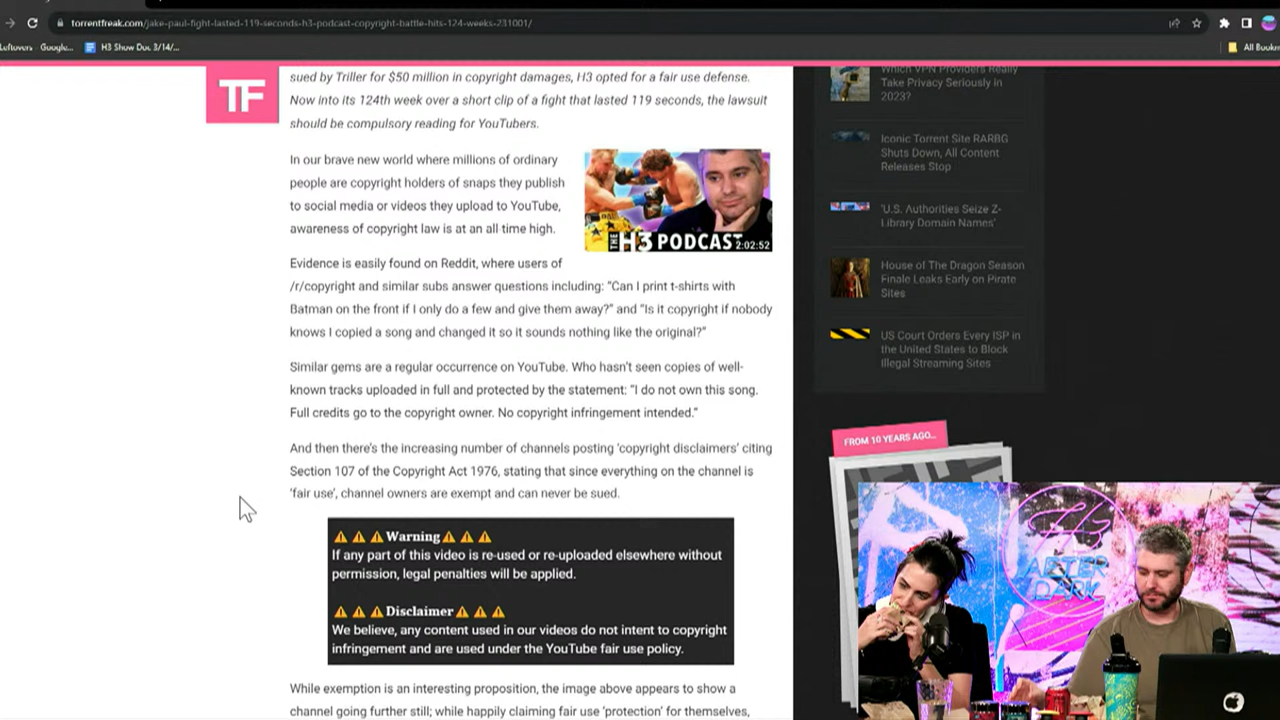 torrentfreak.com/jake-paul-fight-lasted-119-seconds-h3-podcast-copyright-battle-hits-124-weeks-231001/
Leftovers - Google...
H3 Show Doc 3/14/...
All Bookm
TF
sued by Triller for $50 million in copyright damages, H3 opted for a fair use defense.
Now into its 124th week over a short clip of a fight that lasted 119 seconds, the lawsuit
should be compulsory reading for YouTubers.
In our brave new world where millions of ordinary
people are copyright holders of snaps they publish
to social media or videos they upload to YouTube,
awareness of copyright law is at an all time high.
THE H3 PODCAST 2:02:52
Evidence is easily found on Reddit, where users of
/r/copyright and similar subs answer questions including: “Can I print t-shirts with
Batman on the front if I only do a few and give them away?” and “Is it copyright if nobody
knows I copied a song and changed it so it sounds nothing like the original?”
Similar gems are a regular occurrence on YouTube. Who hasn’t seen copies of well-
known tracks uploaded in full and protected by the statement: “I do not own this song.
Full credits go to the copyright owner. No copyright infringement intended.”
And then there’s the increasing number of channels posting ‘copyright disclaimers’ citing
Section 107 of the Copyright Act 1976, stating that since everything on the channel is
‘fair use’, channel owners are exempt and can never be sued.
⚠⚠⚠Warning⚠⚠⚠
If any part of this video is re-used or re-uploaded elsewhere without
permission, legal penalties will be applied.
⚠⚠⚠Disclaimer⚠⚠⚠
We believe, any content used in our videos do not intent to copyright
infringement and are used under the YouTube fair use policy.
While exemption is an interesting proposition, the image above appears to show a
channel going further still; while happily claiming fair use ‘protection’ for themselves,
Which VPN Providers Really
Take Privacy Seriously in
2023?
Iconic Torrent Site RARBG
Shuts Down, All Content
Releases Stop
‘U.S. Authorities Seize Z-
Library Domain Names’
House of The Dragon Season
Finale Leaks Early on Pirate
Sites
US Court Orders Every ISP in
the United States to Block
Illegal Streaming Sites
FROM 10 YEARS AGO...
H3
AFTER
DARK